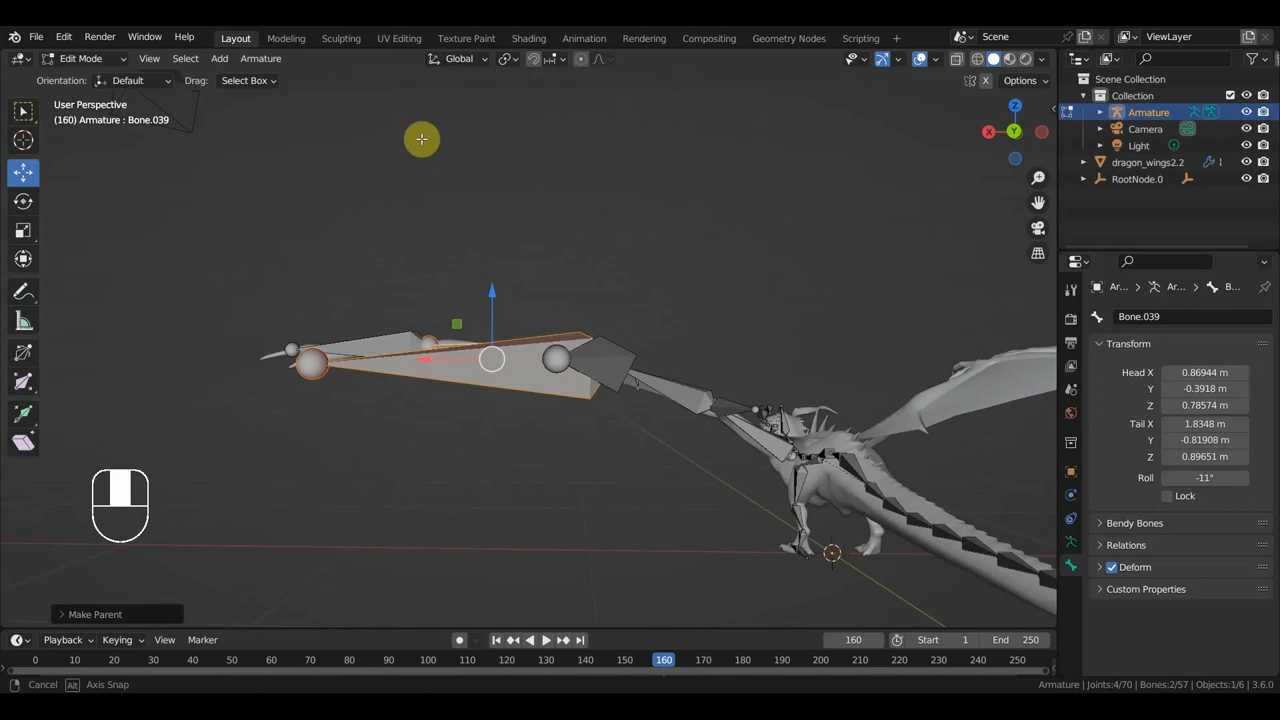 File Edit Render Window Help Layout Modeling Sculpting UV Editing Texture Paint Shading Animation Rendering Compositing Geometry Nodes Scripting + Scene ViewLayer
Edit Mode View Select Add Armature Global
Orientation: Default Drag: Select Box X Options
User Perspective
(160) Armature : Bone.039
Z
X Y
Scene Collection
Collection
Armature
Camera
Light
dragon_wings2.2 1
RootNode.0
Ar... Ar... B...
Bone.039
Transform
Head X 0.86944 m
Y -0.3918 m
Z 0.78574 m
Tail X 1.8348 m
Y -0.81908 m
Z 0.89651 m
Roll -11°
Lock
Bendy Bones
Relations
Deform
Custom Properties
Make Parent
Playback Keying View Marker 160 Start 1 End 250
0 10 20 30 40 50 60 70 80 90 100 110 120 130 140 150 160 170 180 190 200 210 220 230 240 250
Cancel Alt Axis Snap Armature | Joints:4/70 | Bones:2/57 | Objects:1/6 | 3.6.0